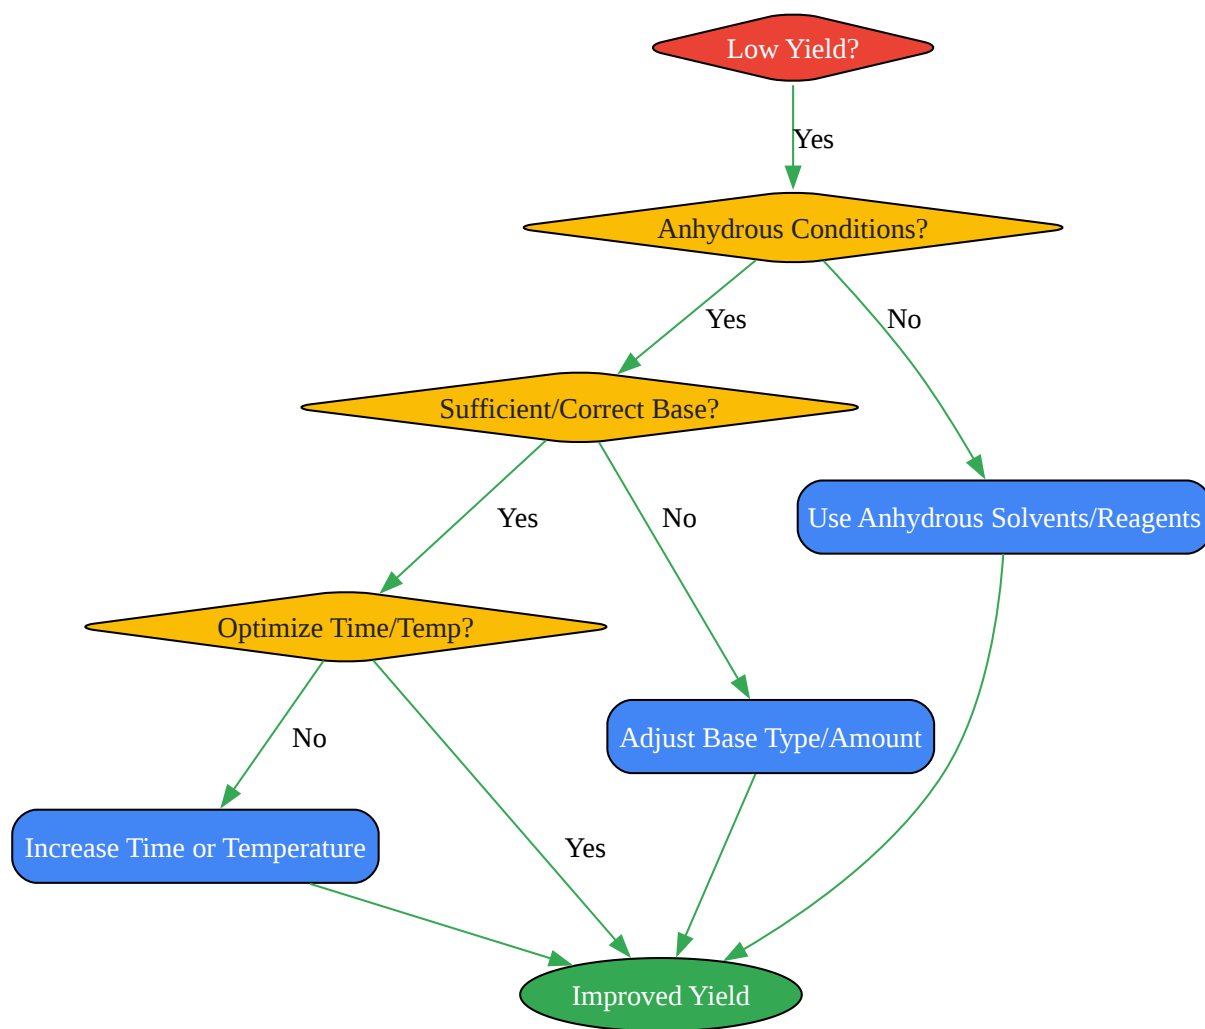 Low Yield?
Yes
Anhydrous Conditions?
Yes
No
Sufficient/Correct Base?
Yes
No
Use Anhydrous Solvents/Reagents
Optimize Time/Temp?
No
Adjust Base Type/Amount
Increase Time or Temperature
Yes
Improved Yield